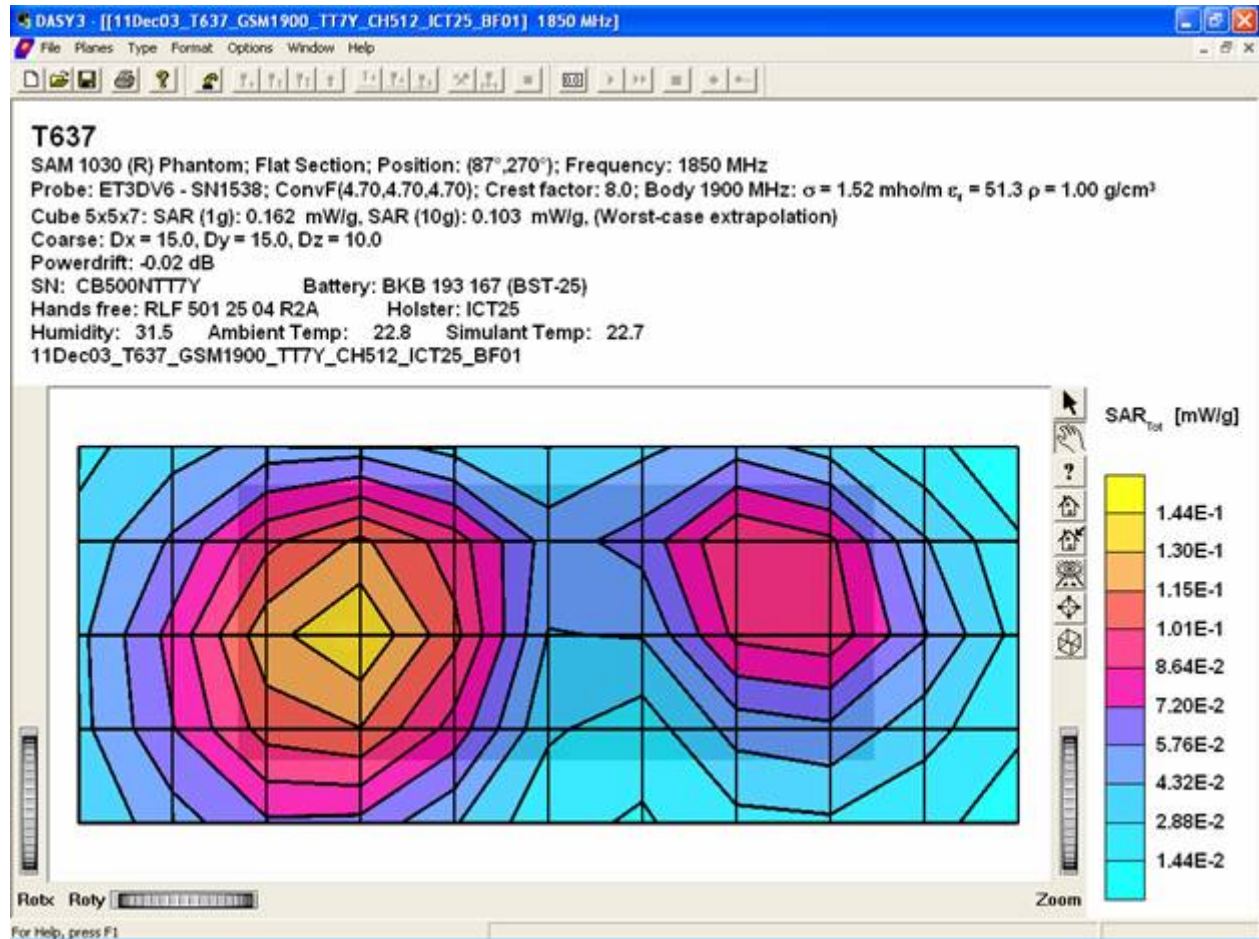 DASY3 - [[11Dec03_T637_GSM1900_TT7Y_CH512_ICT25_BF01] 1850 MHz]
File Planes Type Format Options Window Help
T637
SAM 1030 (R) Phantom; Flat Section; Position: (87°,270°); Frequency: 1850 MHz
Probe: ET3DV6 - SN1538; ConvF(4.70,4.70,4.70); Crest factor: 8.0; Body 1900 MHz: σ = 1.52 mho/m εr = 51.3 ρ = 1.00 g/cm³
Cube 5x5x7: SAR (1g): 0.162 mW/g, SAR (10g): 0.103 mW/g, (Worst-case extrapolation)
Coarse: Dx = 15.0, Dy = 15.0, Dz = 10.0
Powerdrift: -0.02 dB
SN: CB500NTT7Y Battery: BKB 193 167 (BST-25)
Hands free: RLF 501 25 04 R2A Holster: ICT25
Humidity: 31.5 Ambient Temp: 22.8 Simulant Temp: 22.7
11Dec03_T637_GSM1900_TT7Y_CH512_ICT25_BF01
SARTot [mW/g]
1.44E-1
1.30E-1
1.15E-1
1.01E-1
8.64E-2
7.20E-2
5.76E-2
4.32E-2
2.88E-2
1.44E-2
Rotx Roty Zoom
For Help, press F1